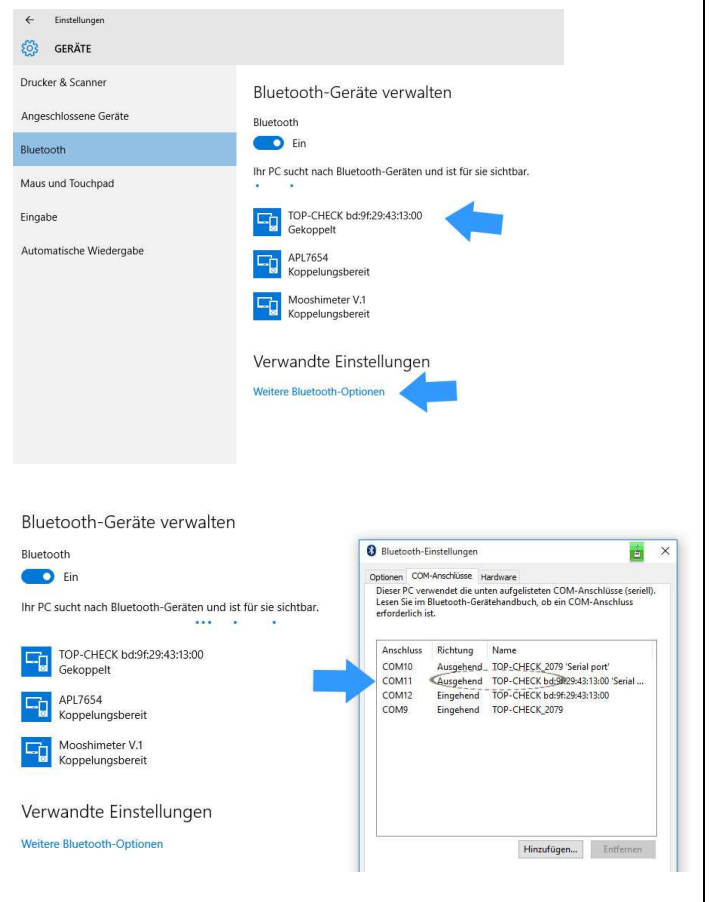 Einstellungen
GERÄTE
Drucker & Scanner
Angeschlossene Geräte
Bluetooth
Maus und Touchpad
Eingabe
Automatische Wiedergabe
Bluetooth-Geräte verwalten
Bluetooth
Ein
Ihr PC sucht nach Bluetooth-Geräten und ist für sie sichtbar.
TOP-CHECK bd:9f:29:43:13:00
Gekoppelt
APL7654
Koppelungsbereit
Mooshimeter V.1
Koppelungsbereit
Verwandte Einstellungen
Weitere Bluetooth-Optionen
Bluetooth-Geräte verwalten
Bluetooth
Ein
Ihr PC sucht nach Bluetooth-Geräten und ist für sie sichtbar.
TOP-CHECK bd:9f:29:43:13:00
Gekoppelt
APL7654
Koppelungsbereit
Mooshimeter V.1
Koppelungsbereit
Verwandte Einstellungen
Weitere Bluetooth-Optionen
Bluetooth-Einstellungen
Optionen COM-Anschlüsse Hardware
Dieser PC verwendet die unten aufgelisteten COM-Anschlüsse (seriell).
Lesen Sie im Bluetooth-Gerätehandbuch, ob ein COM-Anschluss
erforderlich ist.
Anschluss Richtung Name
COM10 Ausgehend TOP-CHECK_2079 'Serial port'
COM11 Ausgehend TOP-CHECK bd:9f:29:43:13:00 'Serial ...
COM12 Eingehend TOP-CHECK bd:9f:29:43:13:00
COM9 Eingehend TOP-CHECK_2079
Hinzufügen... Entfernen